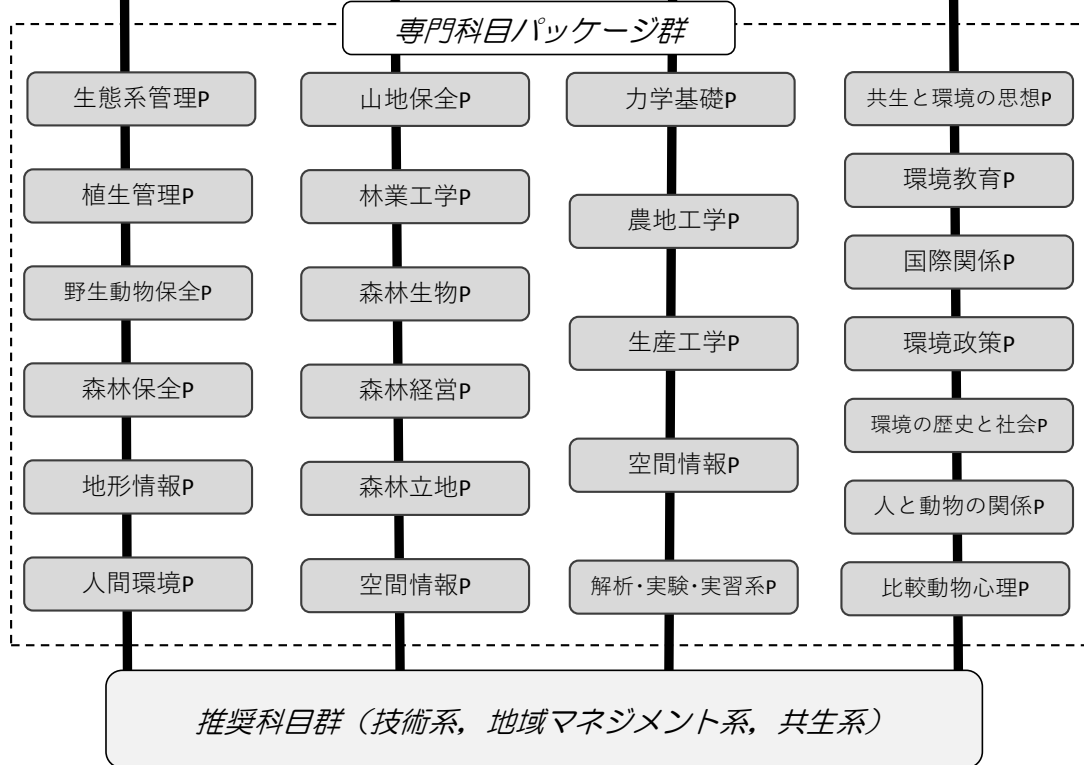 専門科目パッケージ群
生態系管理P
植生管理P
野生動物保全P
森林保全P
地形情報P
人間環境P
山地保全P
林業工学P
森林生物P
森林経営P
森林立地P
空間情報P
力学基礎P
農地工学P
生産工学P
空間情報P
解析・実験・実習系P
共生と環境の思想P
環境教育P
国際関係P
環境政策P
環境の歴史と社会P
人と動物の関係P
比較動物心理P
推奨科目群（技術系，地域マネジメント系，共生系）